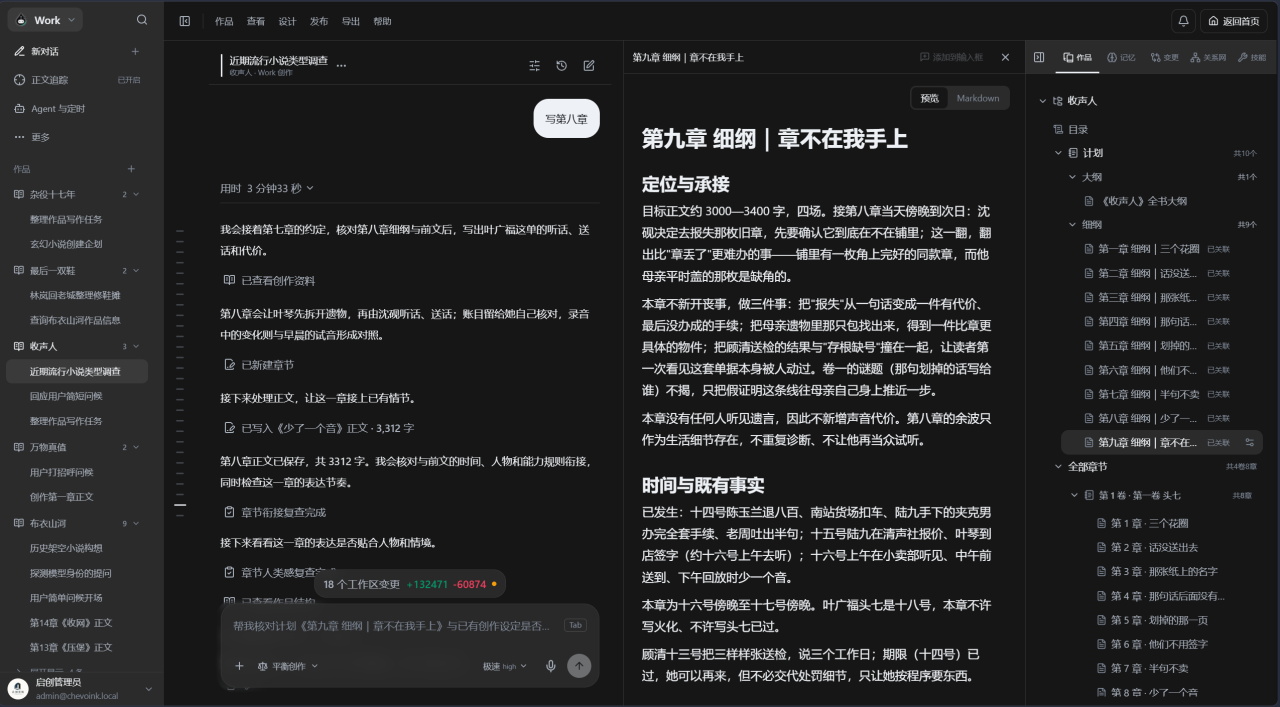 Work
新对话
正文追踪
已开启
Agent 与定时
更多
作品
杂役十七年
2
整理作品写作任务
玄幻小说创建企划
最后一双鞋
2
林岚回老城整理修鞋摊
查询布衣山河作品信息
收声人
3
近期流行小说类型调查
回应用户简短问候
整理作品写作任务
万物真值
2
用户打招呼问候
创作第一章正文
布衣山河
9
历史架空小说构想
探测模型身份的提问
用户简单问候开场
第14章《收网》正文
第13章《压堡》正文
启创管理员
admin@chevoink.local
作品
查看
设计
发布
导出
帮助
返回首页
近期流行小说类型调查
收声人 · Work 创作
写第八章
用时 3 分钟33 秒
我会接着第七章的约定，核对第八章细纲与前文后，写出叶广福这单的听话、送
话和代价。
已查看创作资料
第八章会让叶琴先拆开遗物，再由沈砚听话、送话；账目留给她自己核对，录音
中的变化则与早晨的试音形成对照。
已新建章节
接下来处理正文，让这一章接上已有情节。
已写入《少了一个音》正文 · 3,312 字
第八章正文已保存，共 3312 字。我会核对与前文的时间、人物和能力规则衔接，
同时检查这一章的表达节奏。
章节衔接复查完成
接下来看看这一章的表达是否贴合人物和情境。
章节人类感复查完成
18 个工作区变更 +132471 -60874
已查看作品结构
帮我核对计划《第九章 细纲｜章不在我手上》与已有创作设定是否...
Tab
平衡创作
极速 high
第九章 细纲｜章不在我手上
添加到输入框
预览
Markdown
第九章 细纲｜章不在我手上
定位与承接
目标正文约 3000—3400 字，四场。接第八章当天傍晚到次日：沈
砚决定去报失那枚旧章，先要确认它到底在不在铺里；这一翻，翻
出比"章丢了"更难办的事——铺里有一枚角上完好的同款章，而他
母亲平时盖的那枚是缺角的。
本章不新开丧事，做三件事：把"报失"从一句话变成一件有代价、
最后没办成的手续；把母亲遗物里那只包找出来，得到一件比章更
具体的物件；把顾清送检的结果与"存根缺号"撞在一起，让读者第
一次看见这套单据本身被人动过。卷一的谜题（那句划掉的话写给
谁）不揭，只把假证明这条线往母亲自己身上推近一步。
本章没有任何人听见遗言，因此不新增声音代价。第八章的余波只
作为生活细节存在，不重复诊断、不让他再当众试听。
时间与既有事实
已发生：十四号陈玉兰退八百、南站货场扣车、陆九手下的夹克男
办完全套手续、老周吐出半句；十五号陆九在清声社报价、叶琴到
店签字（约十六号上午去听）；十六号上午在小卖部听见、中午前
送到、下午回放时少一个音。
本章为十六号傍晚至十七号傍晚。叶广福头七是十八号，本章不许
写火化、不许写头七已过。
顾清十三号把三样样张送检，说三个工作日；期限（十四号）已
过，她可以再来，但不必交代处罚细节，只让她按程序要东西。
作品
记忆
变更
关系网
技能
收声人
目录
计划
共10个
大纲
共1个
《收声人》全书大纲
细纲
共9个
第一章 细纲｜三个花圈
已关联
第二章 细纲｜话没送...
已关联
第三章 细纲｜那张纸...
已关联
第四章 细纲｜那句话...
已关联
第五章 细纲｜划掉的...
已关联
第六章 细纲｜他们不...
已关联
第七章 细纲｜半句不卖
已关联
第八章 细纲｜少了一...
已关联
第九章 细纲｜章不在...
已关联
全部章节
共4卷8章
第 1 卷 · 第一卷 头七
共8章
第 1 章 · 三个花圈
第 2 章 · 话没送出去
第 3 章 · 那张纸上的名字
第 4 章 · 那句话后面没有...
第 5 章 · 划掉的那一页
第 6 章 · 他们不用签字
第 7 章 · 半句不卖
第 8 章 · 少了一个音